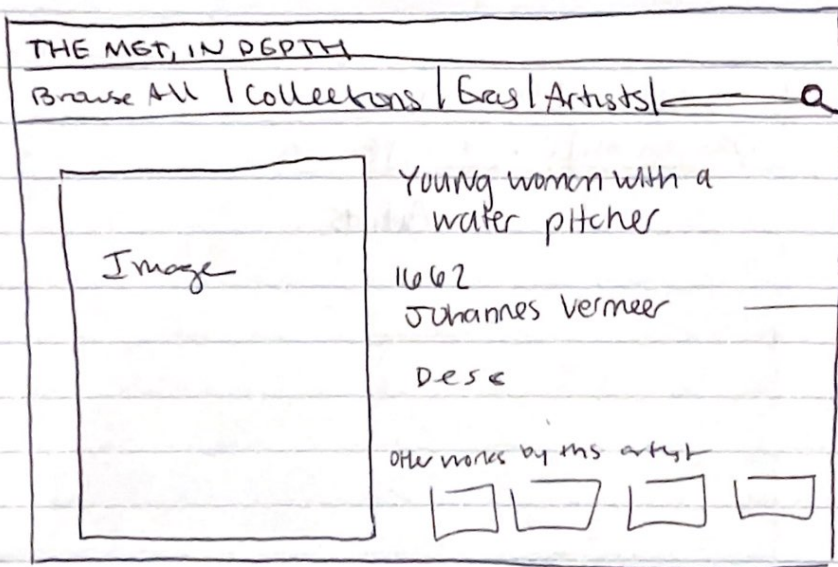 THE MET, IN DEPTH
Browse All | Collections | Eras | Artists |
Image
Young woman with a
water pitcher
1662
Johannes Vermeer
Desc
Other works by this artist